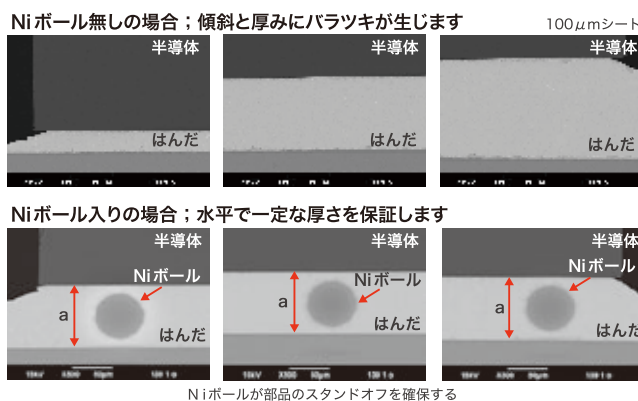 Niボール無しの場合；傾斜と厚みにバラツキが生じます
100μmシート
半導体
はんだ
半導体
はんだ
半導体
はんだ
Niボール入りの場合；水平で一定な厚さを保証します
半導体
Niボール
a
はんだ
半導体
Niボール
a
はんだ
半導体
Niボール
a
はんだ
Niボールが部品のスタンドオフを確保する